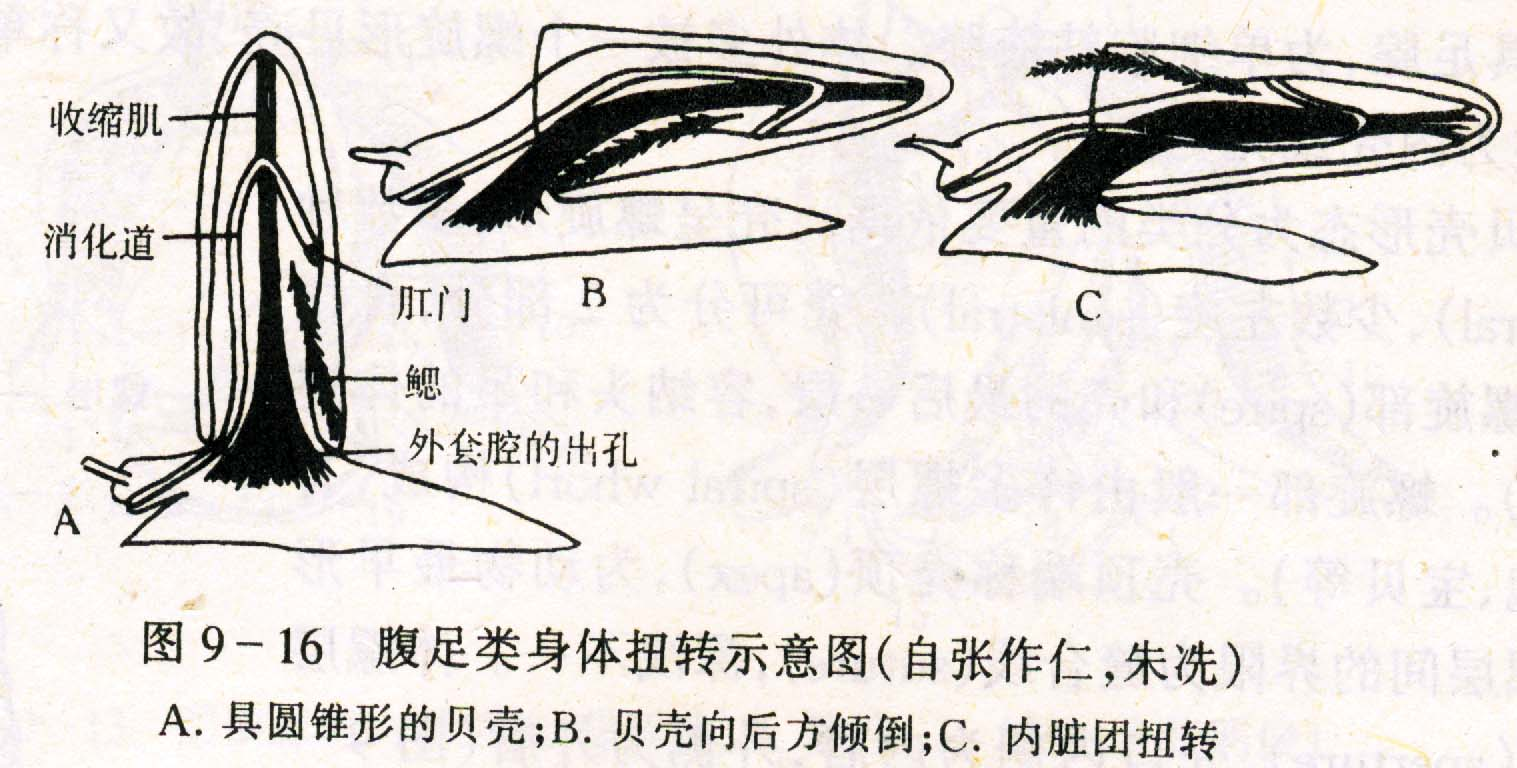 收缩肌
消化道
肛门
鳃
外套腔的出孔
A
B
C
图 9-16 腹足类身体扭转示意图(自张作仁,朱洗)
A. 具圆锥形的贝壳;B. 贝壳向后方倾倒;C. 内脏团扭转